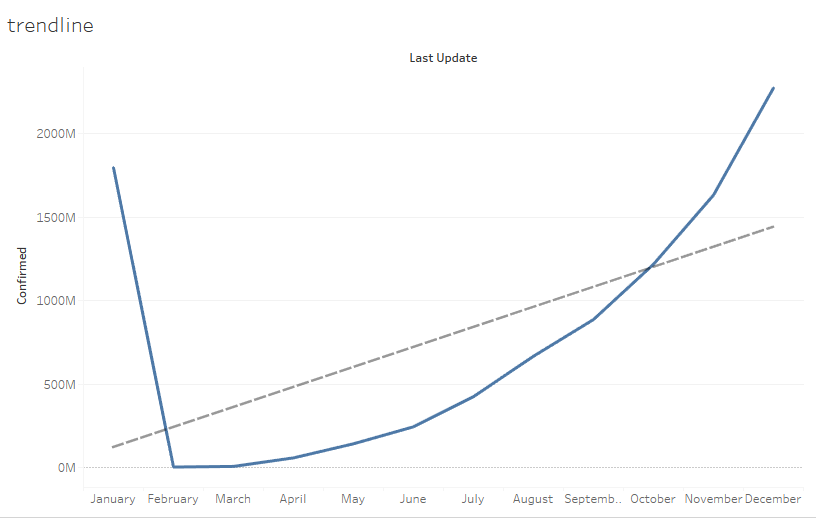 trendline
Last Update
2000M
1500M
1000M
500M
0M
Confirmed
January February March April May June July August Septemb.. October November December